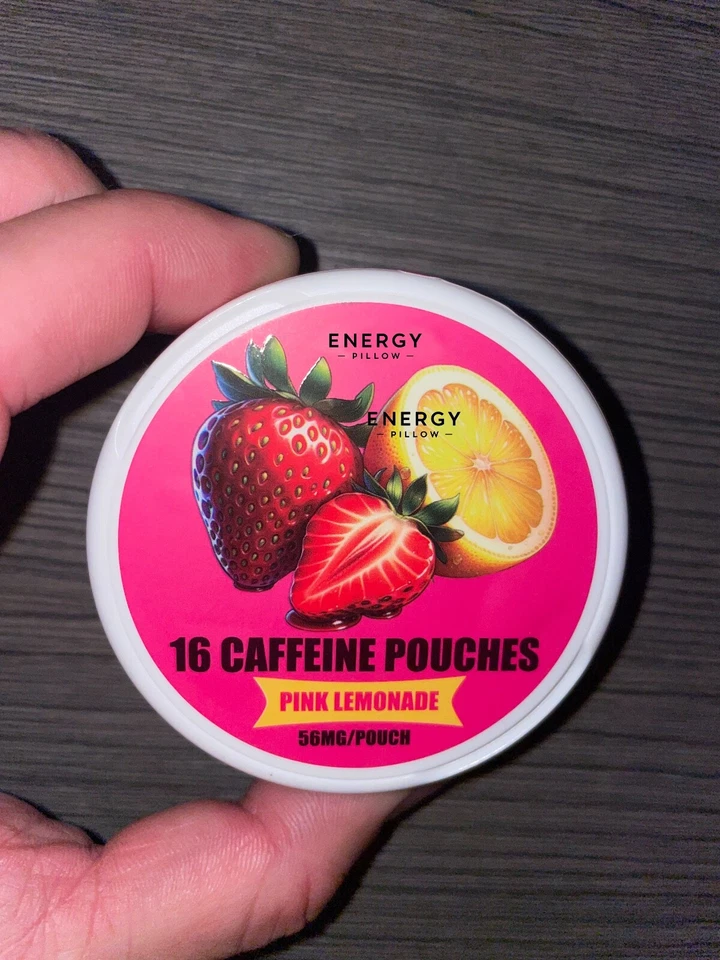 ENERGY
— PILLOW —
ENERGY
— PILLOW —
16 CAFFEINE POUCHES
PINK LEMONADE
56MG/POUCH